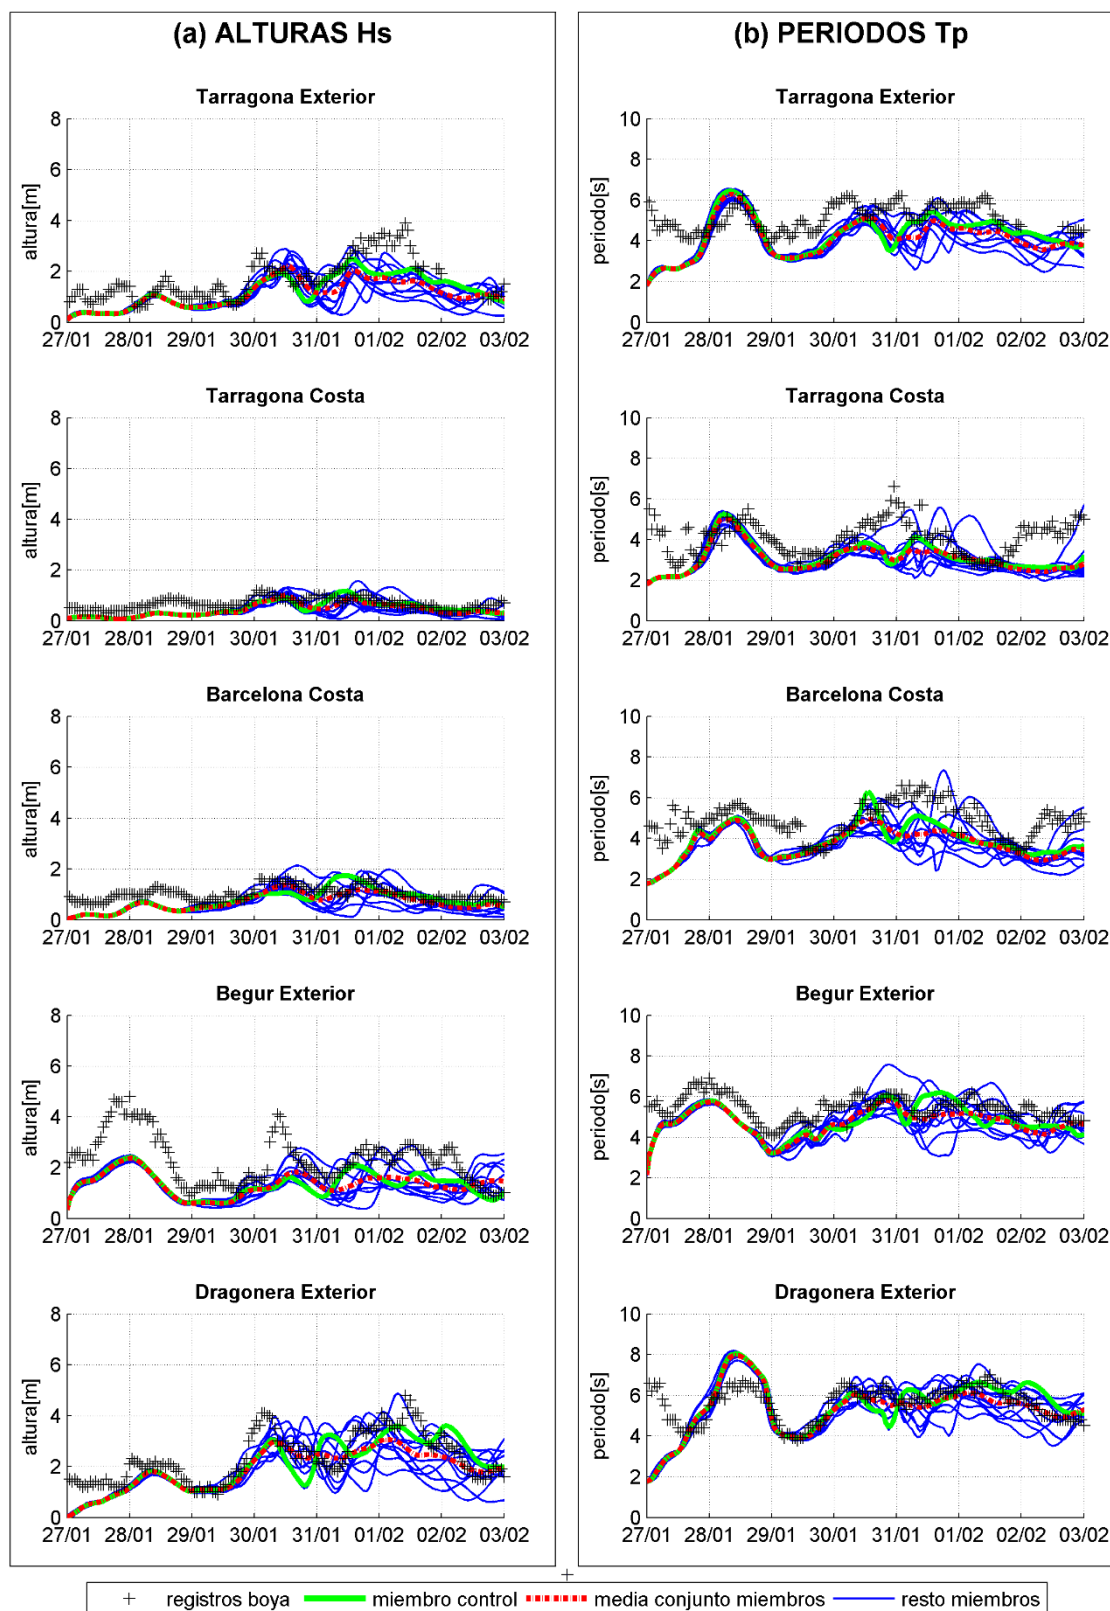 (a) ALTURAS Hs
Tarragona Exterior
altura[m]
8
6
4
2
0
27/01 28/01 29/01 30/01 31/01 01/02 02/02 03/02
Tarragona Costa
altura[m]
8
6
4
2
0
27/01 28/01 29/01 30/01 31/01 01/02 02/02 03/02
Barcelona Costa
altura[m]
8
6
4
2
0
27/01 28/01 29/01 30/01 31/01 01/02 02/02 03/02
Begur Exterior
altura[m]
8
6
4
2
0
27/01 28/01 29/01 30/01 31/01 01/02 02/02 03/02
Dragonera Exterior
altura[m]
8
6
4
2
0
27/01 28/01 29/01 30/01 31/01 01/02 02/02 03/02
(b) PERIODOS Tp
Tarragona Exterior
periodo[s]
10
8
6
4
2
0
27/01 28/01 29/01 30/01 31/01 01/02 02/02 03/02
Tarragona Costa
periodo[s]
10
8
6
4
2
0
27/01 28/01 29/01 30/01 31/01 01/02 02/02 03/02
Barcelona Costa
periodo[s]
10
8
6
4
2
0
27/01 28/01 29/01 30/01 31/01 01/02 02/02 03/02
Begur Exterior
periodo[s]
10
8
6
4
2
0
27/01 28/01 29/01 30/01 31/01 01/02 02/02 03/02
Dragonera Exterior
periodo[s]
10
8
6
4
2
0
27/01 28/01 29/01 30/01 31/01 01/02 02/02 03/02
registros boya miembro control media conjunto miembros resto miembros